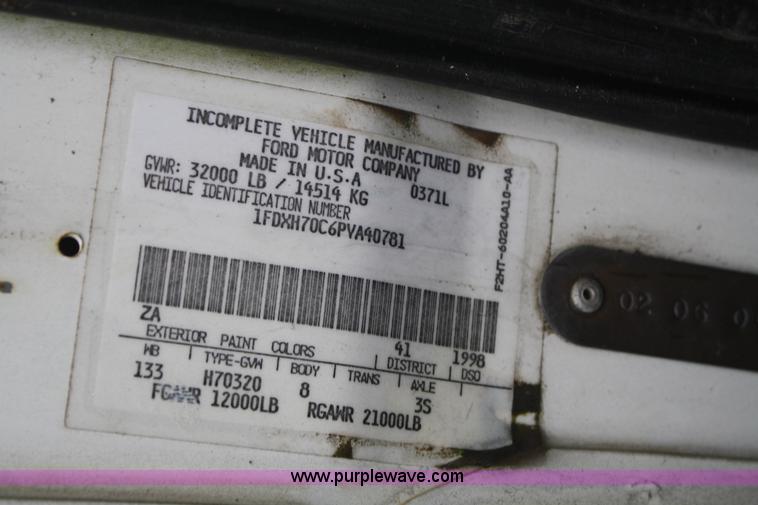 INCOMPLETE VEHICLE MANUFACTURED BY
FORD MOTOR COMPANY
MADE IN U.S.A
GVWR: 32000 LB / 14514 KG 0371L
VEHICLE IDENTIFICATION NUMBER
1FDXH70C6PVA40781
F2HT-60204A10-AA
ZA 41 1998
EXTERIOR PAINT COLORS DISTRICT DSO
WB TYPE-GVW BODY TRANS AXLE
133 H70320 8 3S
FGAWR 12000LB RGAWR 21000LB
02 06
www.purplewave.com